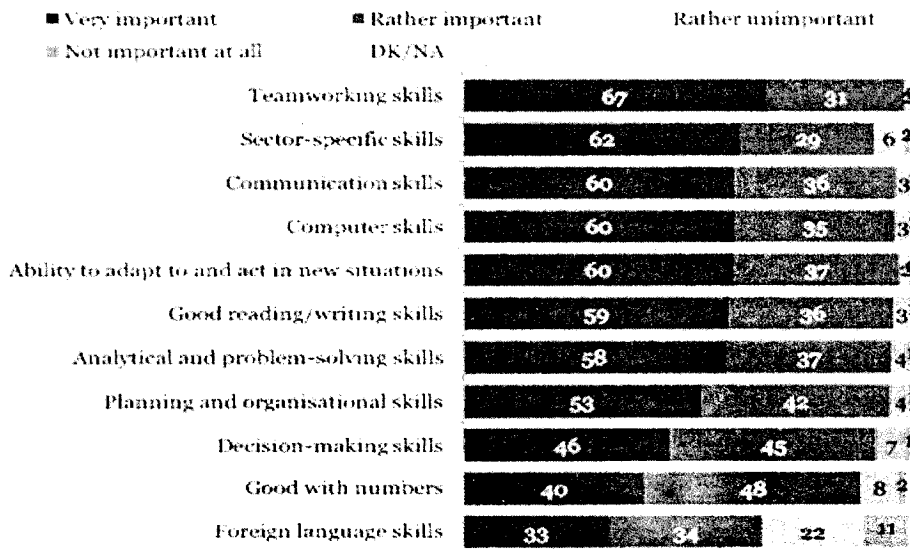 Very important Rather important Rather unimportant
Not important at all DK/NA
Teamworking skills 67 31
Sector-specific skills 62 29 6 2
Communication skills 60 36 3
Computer skills 60 35 3
Ability to adapt to and act in new situations 60 37
Good reading/writing skills 59 36 3
Analytical and problem-solving skills 58 37 4
Planning and organisational skills 53 42 4
Decision-making skills 46 45 7
Good with numbers 40 48 8 2
Foreign language skills 33 34 22 11